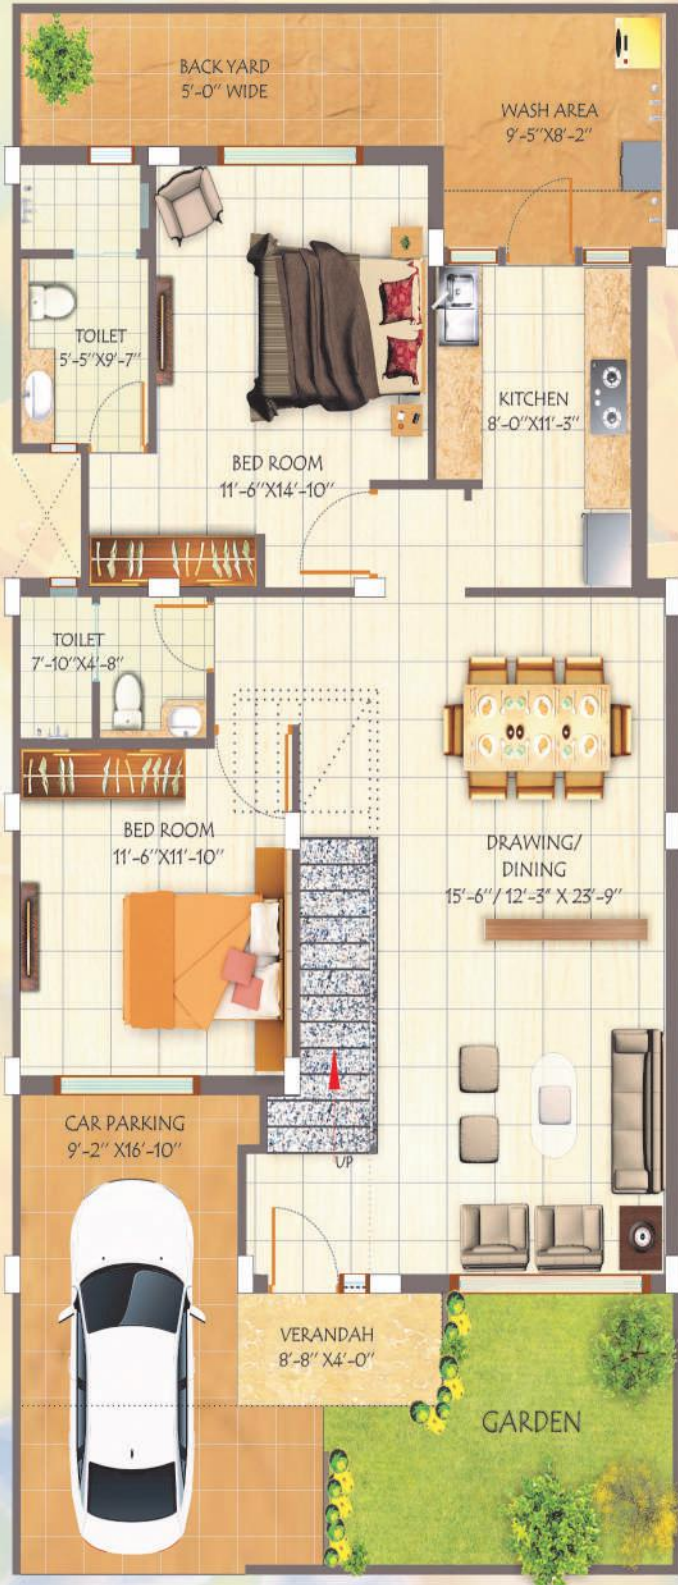 BACK YARD
5'-0" WIDE
WASH AREA
9'-5"X8'-2"
TOILET
5'-5"X9'-7"
KITCHEN
8'-0"X11'-3"
BED ROOM
11'-6"X14'-10"
TOILET
7'-10"X4'-8"
BED ROOM
11'-6"X11'-10"
DRAWING/
DINING
15'-6"/ 12'-3" X 23'-9"
CAR PARKING
9'-2" X16'-10"
UP
VERANDAH
8'-8" X4'-0"
GARDEN